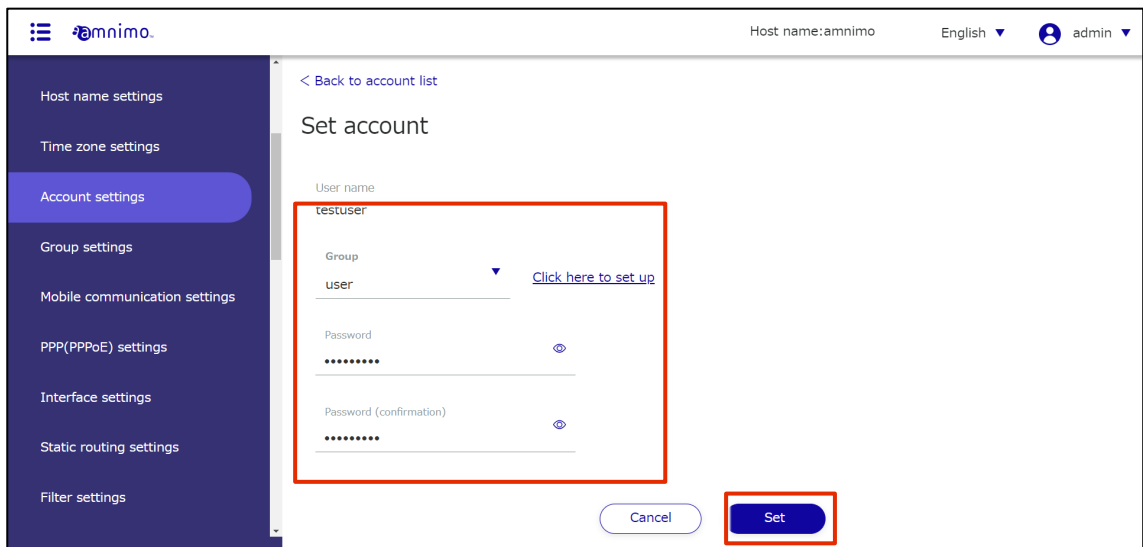 amnimo
Host name:amnimo
English ▼
admin ▼
Host name settings
Time zone settings
Account settings
Group settings
Mobile communication settings
PPP(PPPoE) settings
Interface settings
Static routing settings
Filter settings
< Back to account list
Set account
User name
testuser
Group
user ▼
Click here to set up
Password
•••••••••
Password (confirmation)
•••••••••
Cancel
Set